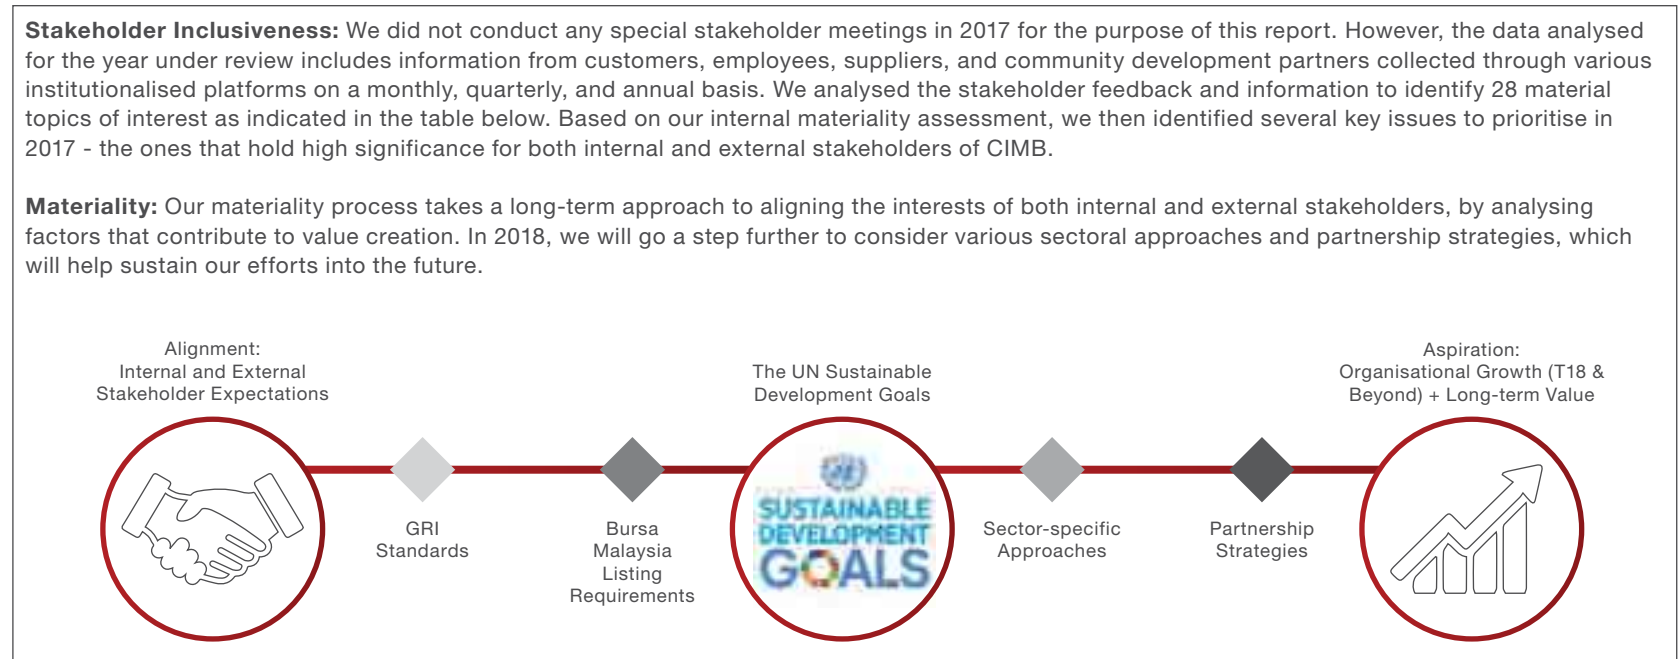 Stakeholder Inclusiveness: We did not conduct any special stakeholder meetings in 2017 for the purpose of this report. However, the data analysed
for the year under review includes information from customers, employees, suppliers, and community development partners collected through various
institutionalised platforms on a monthly, quarterly, and annual basis. We analysed the stakeholder feedback and information to identify 28 material
topics of interest as indicated in the table below. Based on our internal materiality assessment, we then identified several key issues to prioritise in
2017 - the ones that hold high significance for both internal and external stakeholders of CIMB.
Materiality: Our materiality process takes a long-term approach to aligning the interests of both internal and external stakeholders, by analysing
factors that contribute to value creation. In 2018, we will go a step further to consider various sectoral approaches and partnership strategies, which
will help sustain our efforts into the future.
Alignment:
Internal and External
Stakeholder Expectations
GRI
Standards
Bursa
Malaysia
Listing
Requirements
The UN Sustainable
Development Goals
SUSTAINABLE
DEVELOPMENT
GOALS
Sector-specific
Approaches
Partnership
Strategies
Aspiration:
Organisational Growth (T18 &
Beyond) + Long-term Value